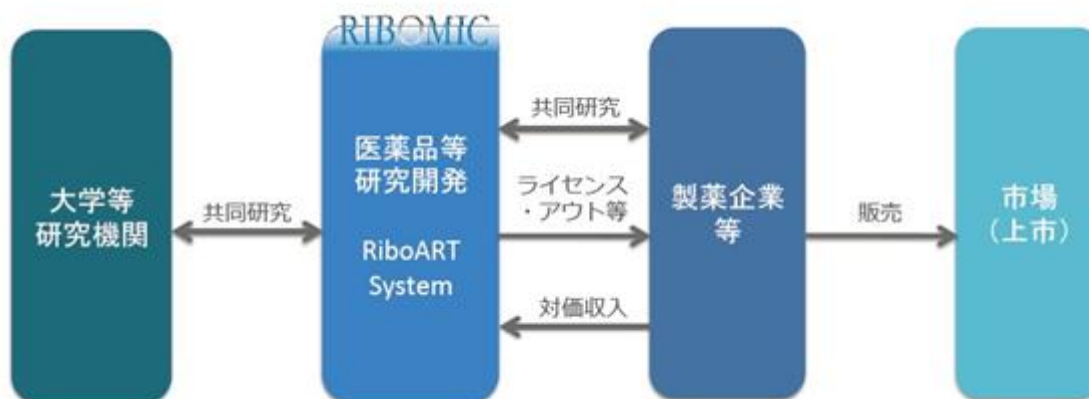 RIBOMIC
大学等
研究機関
共同研究
医薬品等
研究開発
RiboART
System
共同研究
ライセンス
・アウト等
対価収入
製薬企業
等
販売
市場
(上市)